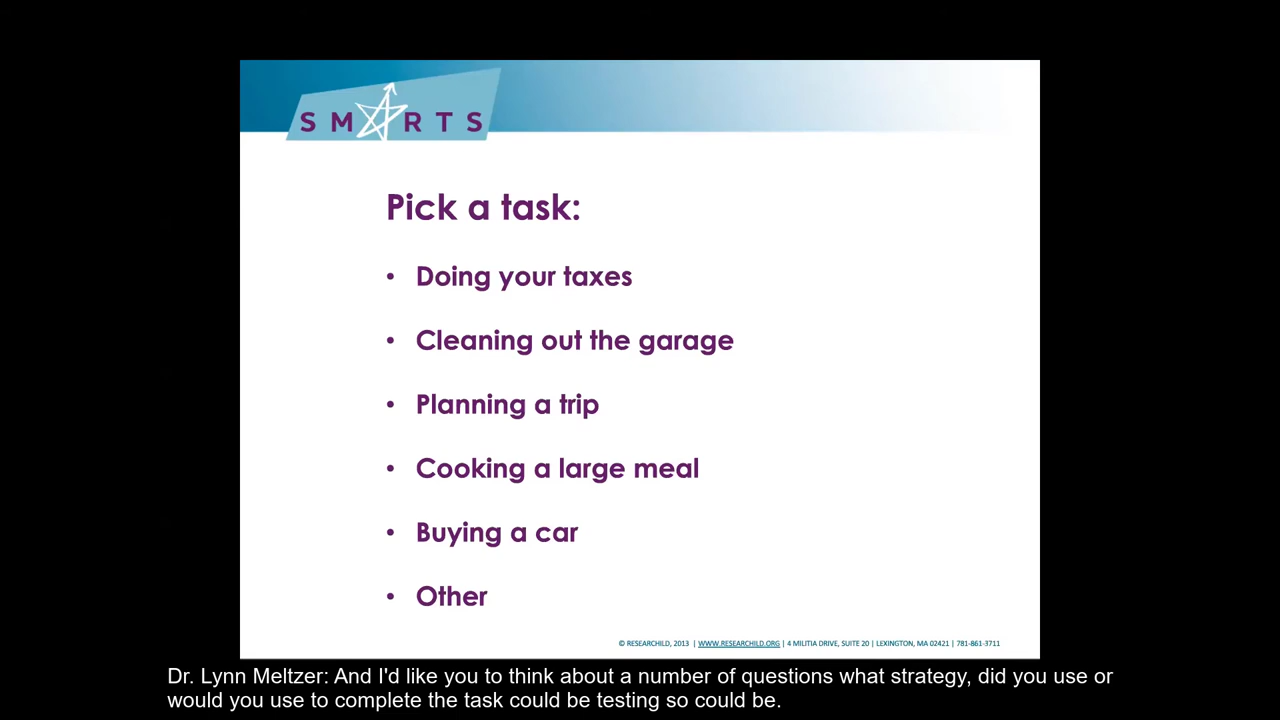 SMARTS
Pick a task:
• Doing your taxes
• Cleaning out the garage
• Planning a trip
• Cooking a large meal
• Buying a car
• Other
© RESEARCHILD, 2013 | WWW.RESEARCHILD.ORG | 4 MILITIA DRIVE, SUITE 20 | LEXINGTON, MA 02421 | 781-861-3711
Dr. Lynn Meltzer: And I'd like you to think about a number of questions what strategy, did you use or
would you use to complete the task could be testing so could be.